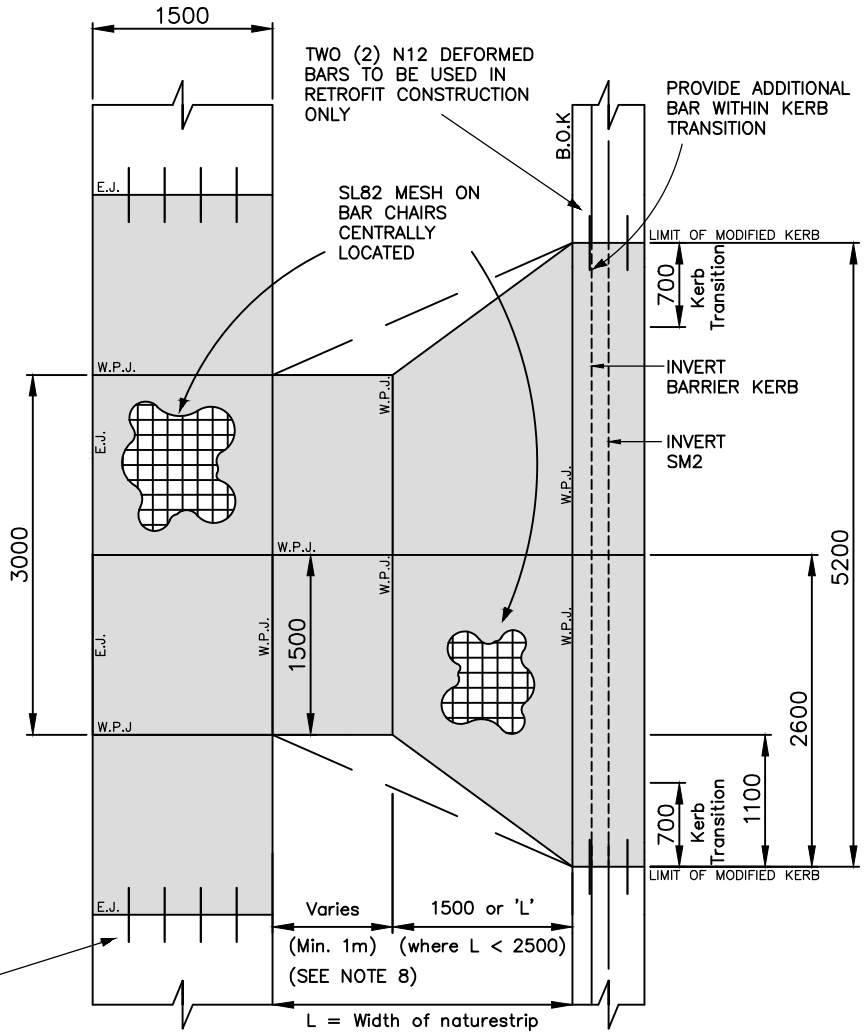 1500
TWO (2) N12 DEFORMED
BARS TO BE USED IN
RETROFIT CONSTRUCTION
ONLY
PROVIDE ADDITIONAL
BAR WITHIN KERB
TRANSITION
B.O.K
E.J.
SL82 MESH ON
BAR CHAIRS
CENTRALLY
LOCATED
LIMIT OF MODIFIED KERB
700
Kerb
Transition
W.P.J.
W.P.J.
INVERT
BARRIER KERB
E.J.
INVERT
SM2
W.P.J.
3000
5200
W.P.J.
W.P.J.
W.P.J.
E.J.
W.P.J.
1500
2600
W.P.J
1100
700
Kerb
Transition
LIMIT OF MODIFIED KERB
E.J.
Varies
(Min. 1m)
(SEE NOTE 8)
1500 or 'L'
(where L < 2500)
L = Width of naturestrip